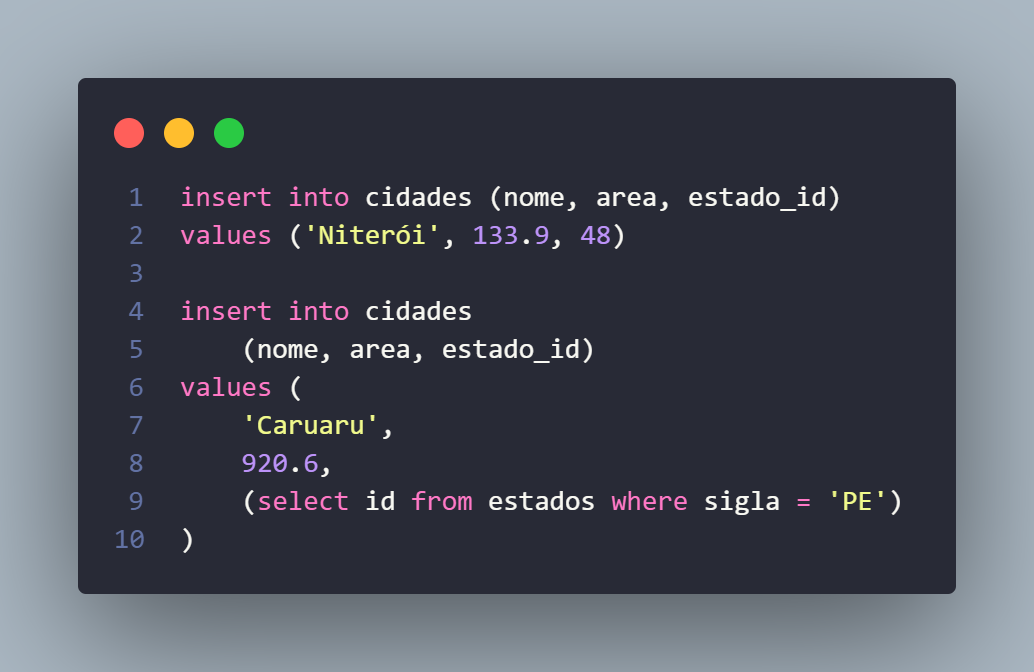 1 insert into cidades (nome, area, estado_id)
2 values ('Niterói', 133.9, 48)
3
4 insert into cidades
5     (nome, area, estado_id)
6 values (
7     'Caruaru',
8     920.6,
9     (select id from estados where sigla = 'PE')
10 )